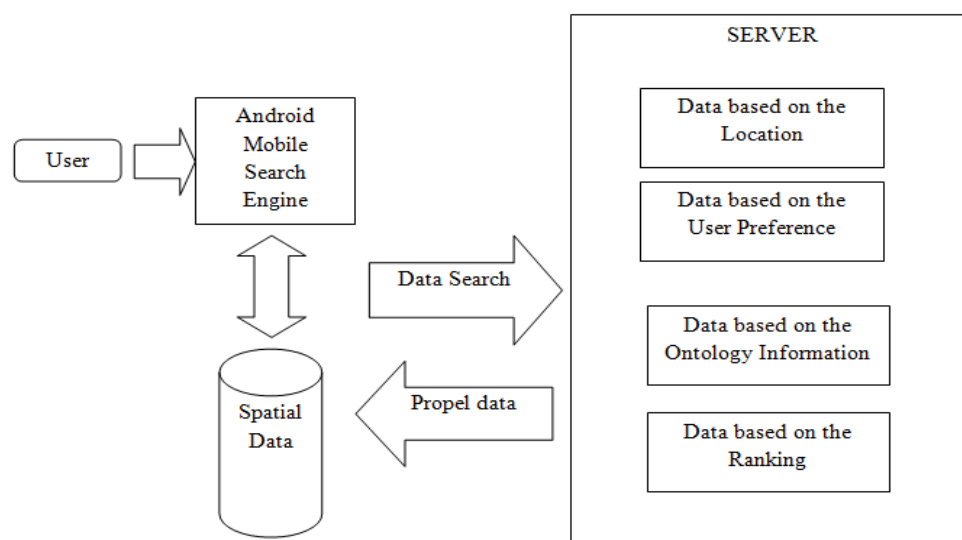 SERVER
Data based on the
Location
Android
Mobile
Search
Engine
User
Data based on the
User Preference
Data Search
Data based on the
Ontology Information
Propel data
Spatial
Data
Data based on the
Ranking